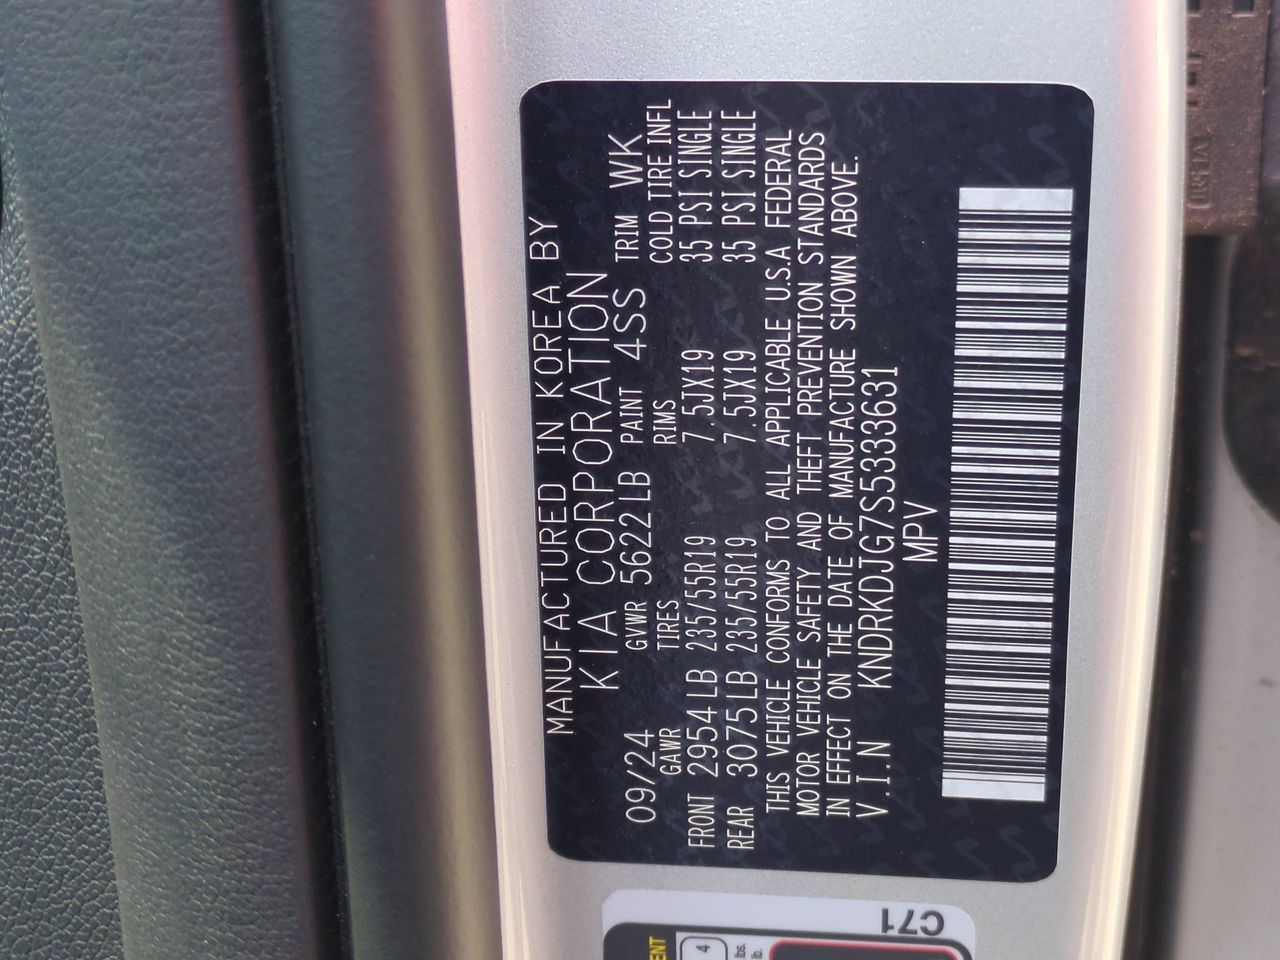 MANUFACTURED IN KOREA BY
KIA CORPORATION
09/24 GVWR 5622LB PAINT 4SS TRIM WK
GAWR TIRES RIMS COLD TIRE INFL
FRONT 2954LB 235/55R19 7.5JX19 35 PSI SINGLE
REAR 3075LB 235/55R19 7.5JX19 35 PSI SINGLE
THIS VEHICLE CONFORMS TO ALL APPLICABLE U.S.A FEDERAL
MOTOR VEHICLE SAFETY AND THEFT PREVENTION STANDARDS
IN EFFECT ON THE DATE OF MANUFACTURE SHOWN ABOVE.
V.I.N KNDRKDJG7S5333631
MPV
C71
4
lbs.
lb.